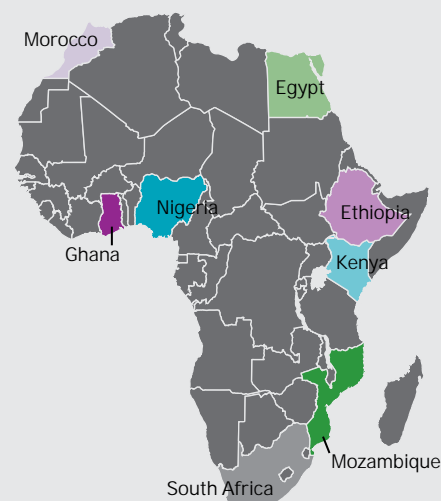 Morocco
Egypt
Nigeria
Ethiopia
Ghana
Kenya
Mozambique
South Africa